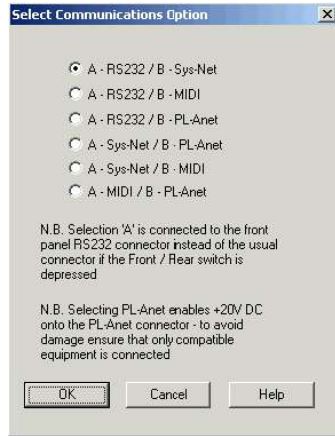 Select Communications Option
A - RS232 / B - Sys-Net
A - RS232 / B - MIDI
A - RS232 / B - PL-Anet
A - Sys-Net / B - PL-Anet
A - Sys-Net / B - MIDI
A - MIDI / B - PL-Anet
N.B. Selection 'A' is connected to the front
panel RS232 connector instead of the usual
connector if the Front / Rear switch is
depressed
N.B. Selecting PL-Anet enables +20V DC
onto the PL-Anet connector - to avoid
damage ensure that only compatible
equipment is connected
OK Cancel Help